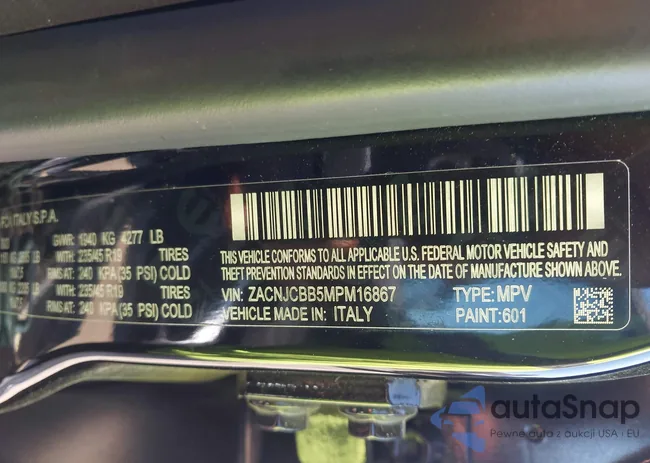 ITALY S.P.A.
GWR: 1940 KG 4277 LB
WITH: 235/45 R19 TIRES
RIMS AT: 240 KPA(35 PSI) COLD
WITH: 235/45 R19 TIRES
RIMS AT: 240 KPA(35 PSI) COLD
THIS VEHICLE CONFORMS TO ALL APPLICABLE U.S. FEDERAL MOTOR VEHICLE SAFETY AND
THEFT PREVENTION STANDARDS IN EFFECT ON THE DATE OF MANUFACTURE SHOWN ABOVE.
VIN: ZACNJCBB5MPM16867 TYPE: MPV
VEHICLE MADE IN: ITALY PAINT: 601
autaSnap
Pewne auta z aukcji USA i EU